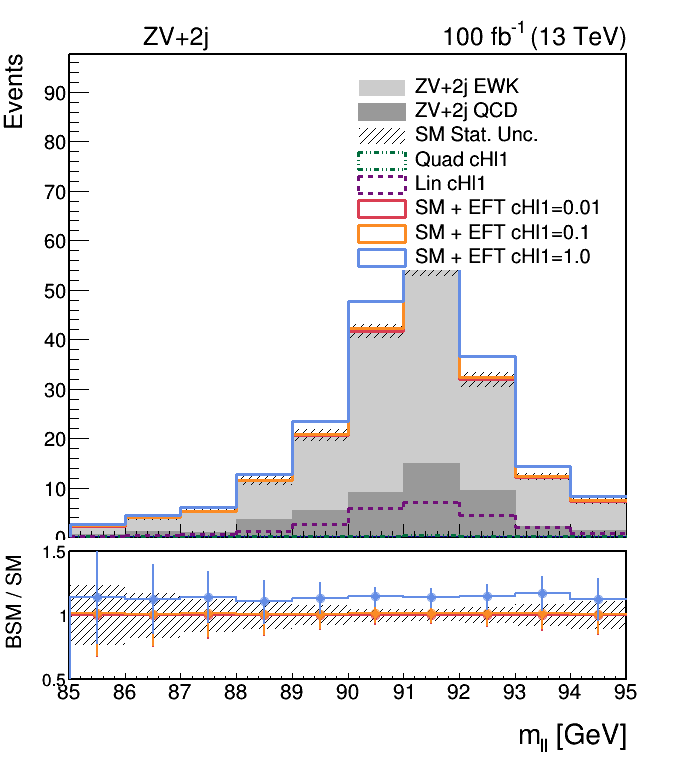 ZV+2j 100 fb⁻¹ (13 TeV)
Events
90
80
70
60
50
40
30
20
10
0
ZV+2j EWK
ZV+2j QCD
SM Stat. Unc.
Quad cHl1
Lin cHl1
SM + EFT cHl1=0.01
SM + EFT cHl1=0.1
SM + EFT cHl1=1.0
BSM / SM
1.5
1
0.5
85 86 87 88 89 90 91 92 93 94 95
m_ll [GeV]